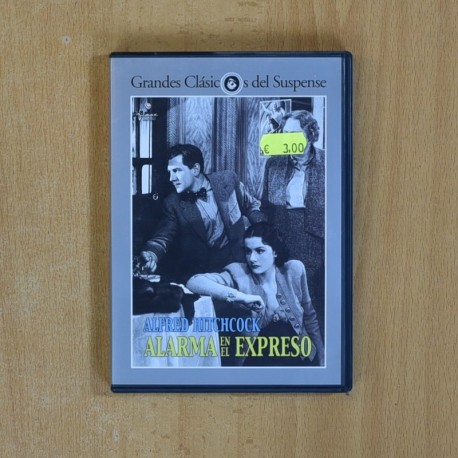 Grandes Clásicos del Suspense
€ 3,00
ALFRED HITCHCOCK
ALARMA EN EL EXPRESO